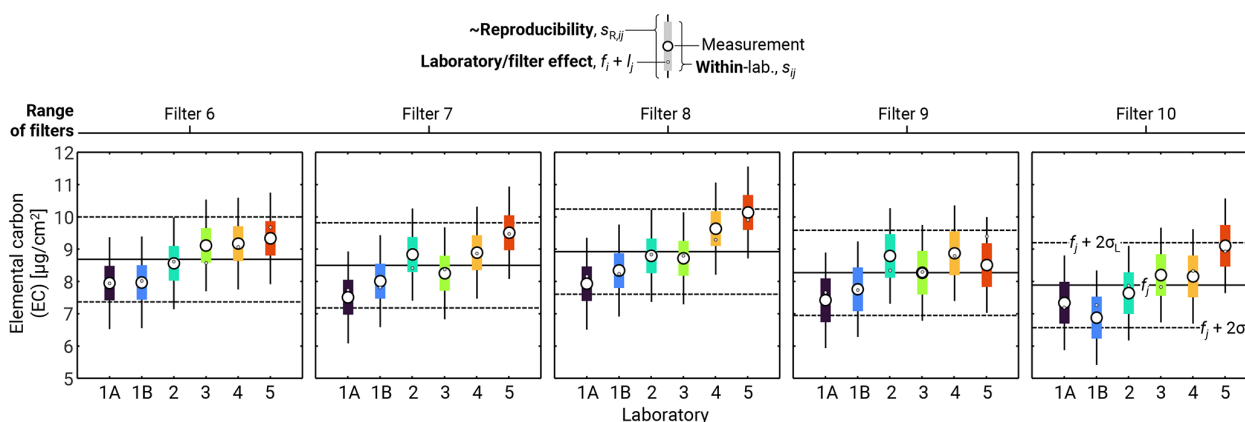 ~Reproducibility, sR,ij
Measurement
Laboratory/filter effect, fi + lj
Within-lab., sij
Range
of filters
Filter 6
Filter 7
Filter 8
Filter 9
Filter 10
Elemental carbon
(EC) [µg/cm²]
12
11
10
9
8
7
6
5
fj + 2σL
fj
fj + 2σ
1A 1B 2 3 4 5
1A 1B 2 3 4 5
1A 1B 2 3 4 5
1A 1B 2 3 4 5
1A 1B 2 3 4 5
Laboratory